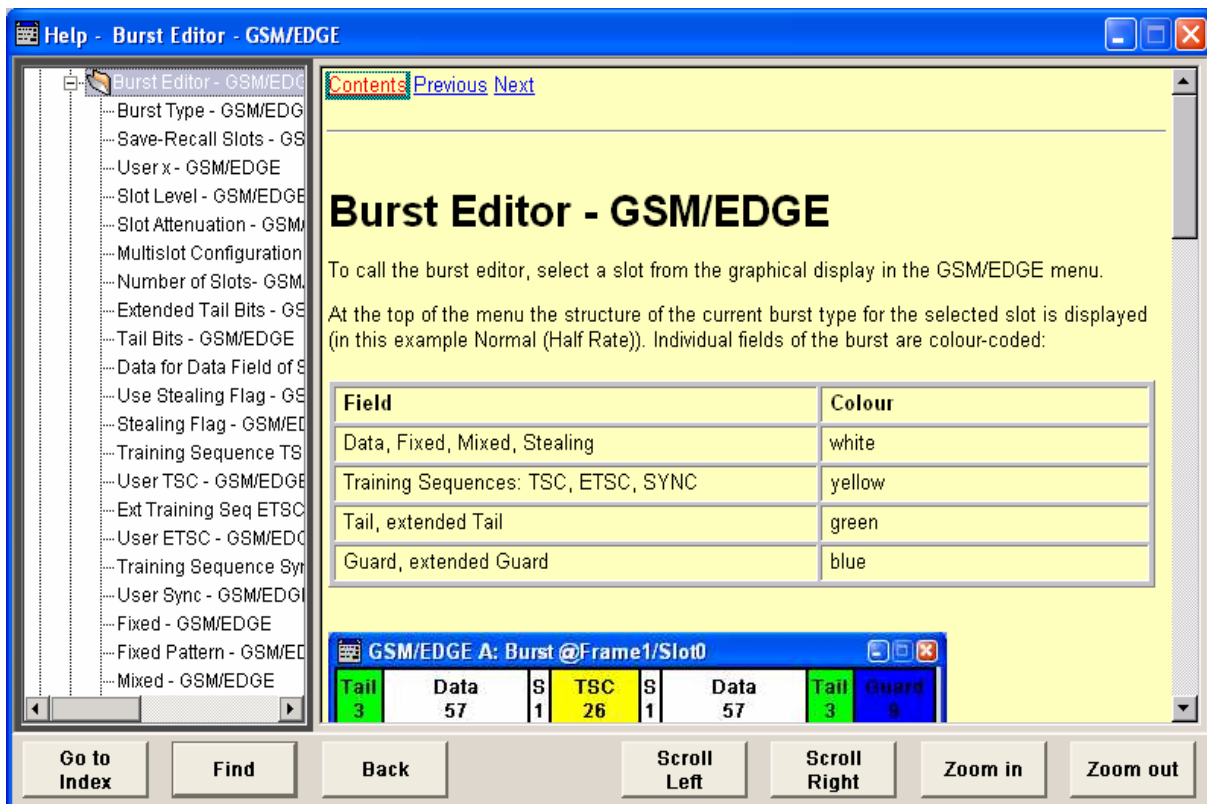 Help - Burst Editor - GSM/EDGE
Burst Editor - GSM/EDG
Burst Type - GSM/EDG
Save-Recall Slots - GS
User x - GSM/EDGE
Slot Level - GSM/EDGE
Slot Attenuation - GSM/
Multislot Configuration
Number of Slots- GSM/
Extended Tail Bits - GS
Tail Bits - GSM/EDGE
Data for Data Field of S
Use Stealing Flag - GS
Stealing Flag - GSM/ED
Training Sequence TS
User TSC - GSM/EDGE
Ext Training Seq ETSC
User ETSC - GSM/EDG
Training Sequence Syn
User Sync - GSM/EDGI
Fixed - GSM/EDGE
Fixed Pattern - GSM/ED
Mixed - GSM/EDGE
Contents Previous Next
Burst Editor - GSM/EDGE
To call the burst editor, select a slot from the graphical display in the GSM/EDGE menu.
At the top of the menu the structure of the current burst type for the selected slot is displayed
(in this example Normal (Half Rate)). Individual fields of the burst are colour-coded:
Field Colour
Data, Fixed, Mixed, Stealing white
Training Sequences: TSC, ETSC, SYNC yellow
Tail, extended Tail green
Guard, extended Guard blue
GSM/EDGE A: Burst @Frame1/Slot0
Tail Data S TSC S Data Tail Guard
3 57 1 26 1 57 3 9
Go to
Index
Find
Back
Scroll
Left
Scroll
Right
Zoom in
Zoom out